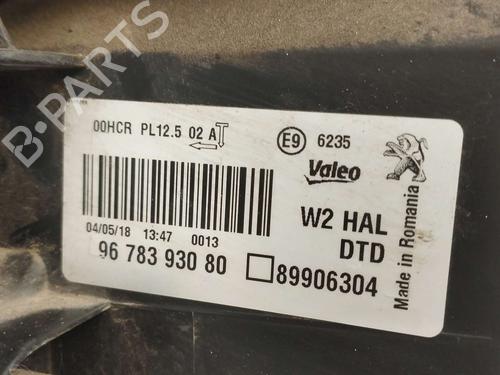 B-PARTS
00HCR PL12.5 02 A
E9 6235
Valeo
04/05/18 13:47 0013
W2 HAL
DTD
96 783 930 80
89906304
Made in Romania